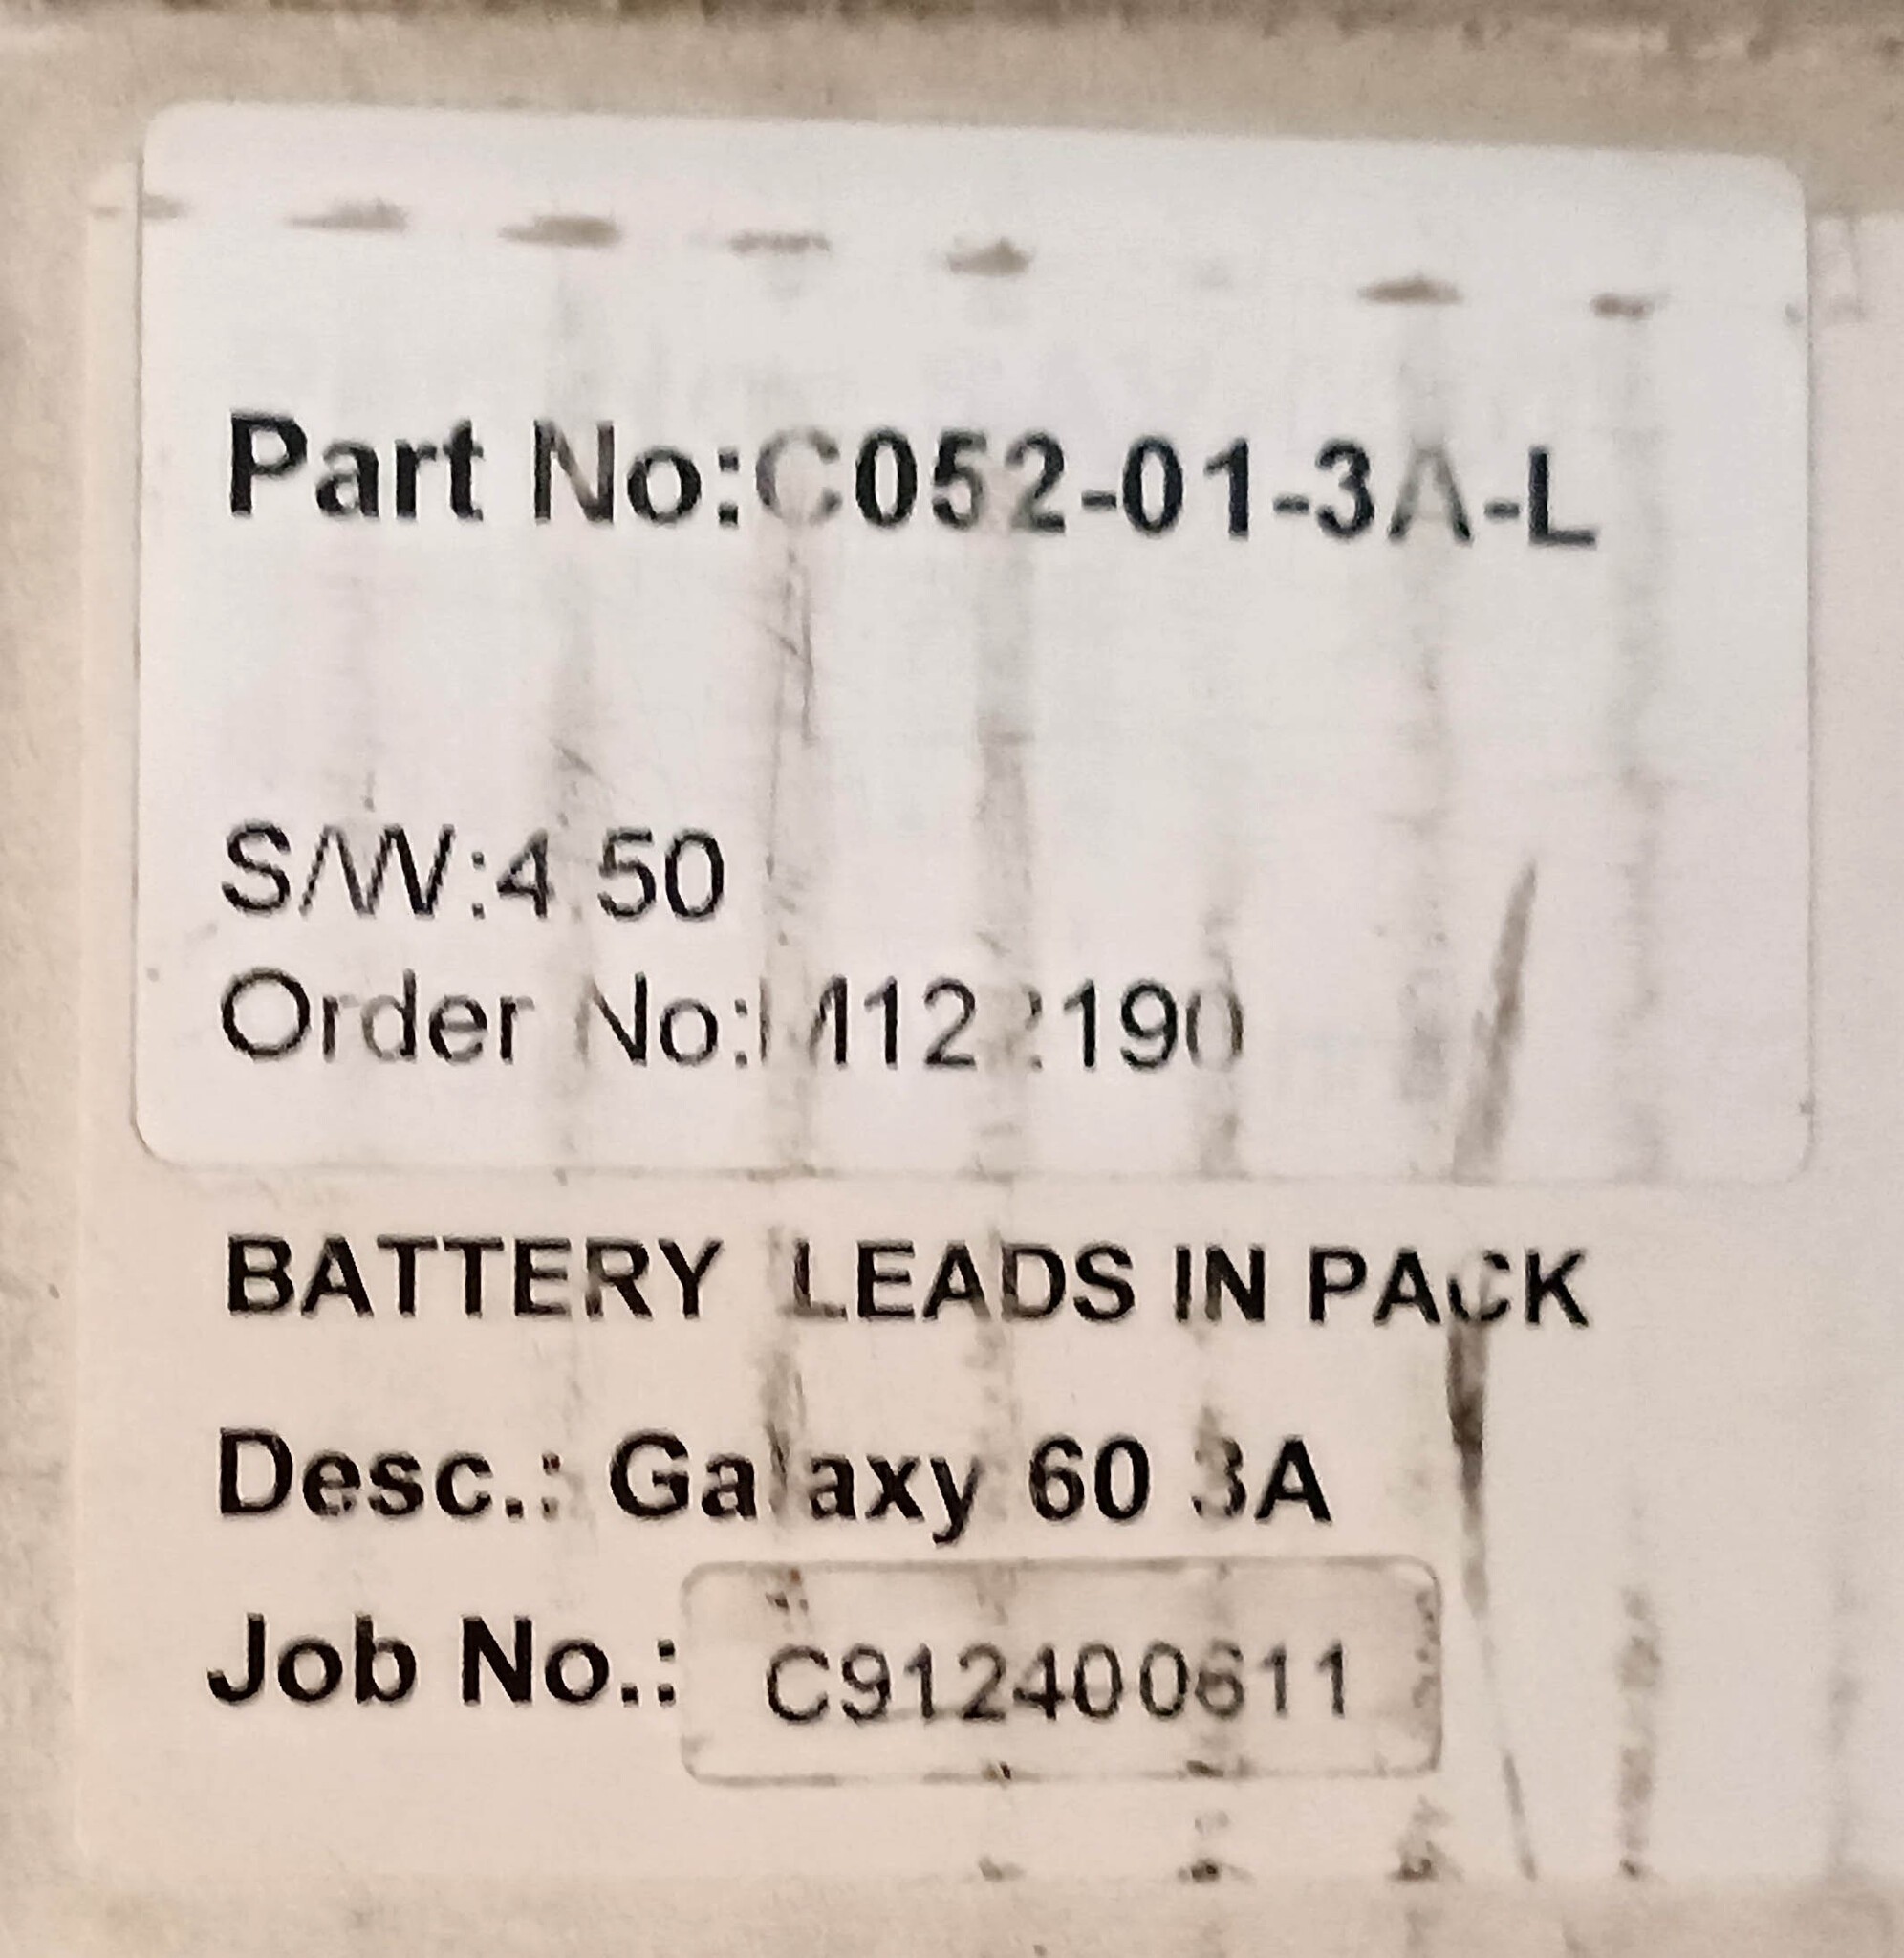 Part No:C052-01-3A-L
S/W:4.50
Order No:M1122190
BATTERY LEADS IN PACK
Desc.: Galaxy 60 3A
Job No.: C912400611